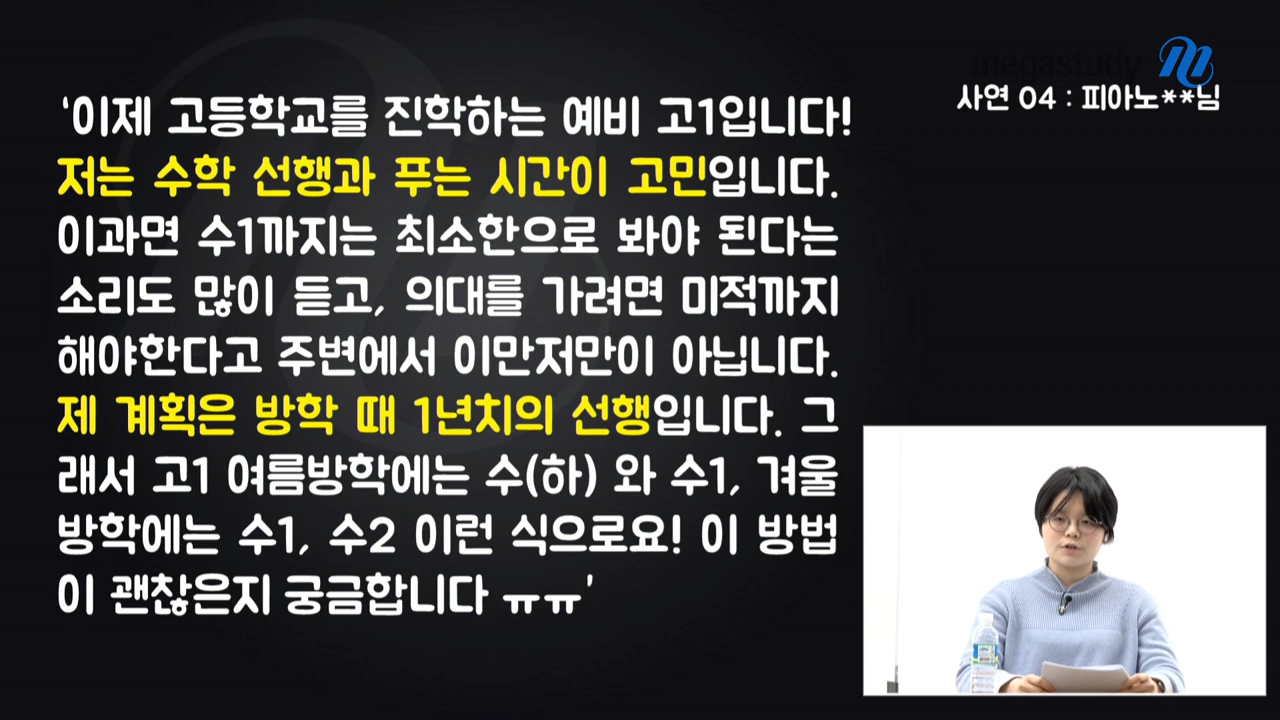 megastudy
사연 04 : 피아노**님
‘이제 고등학교를 진학하는 예비 고1입니다!
저는 수학 선행과 푸는 시간이 고민입니다.
이과면 수1까지는 최소한으로 봐야 된다는
소리도 많이 듣고, 의대를 가려면 미적까지
해야한다고 주변에서 이만저만이 아닙니다.
제 계획은 방학 때 1년치의 선행입니다. 그
래서 고1 여름방학에는 수(하) 와 수1, 겨울
방학에는 수1, 수2 이런 식으로요! 이 방법
이 괜찮은지 궁금합니다 ㅠㅠ’